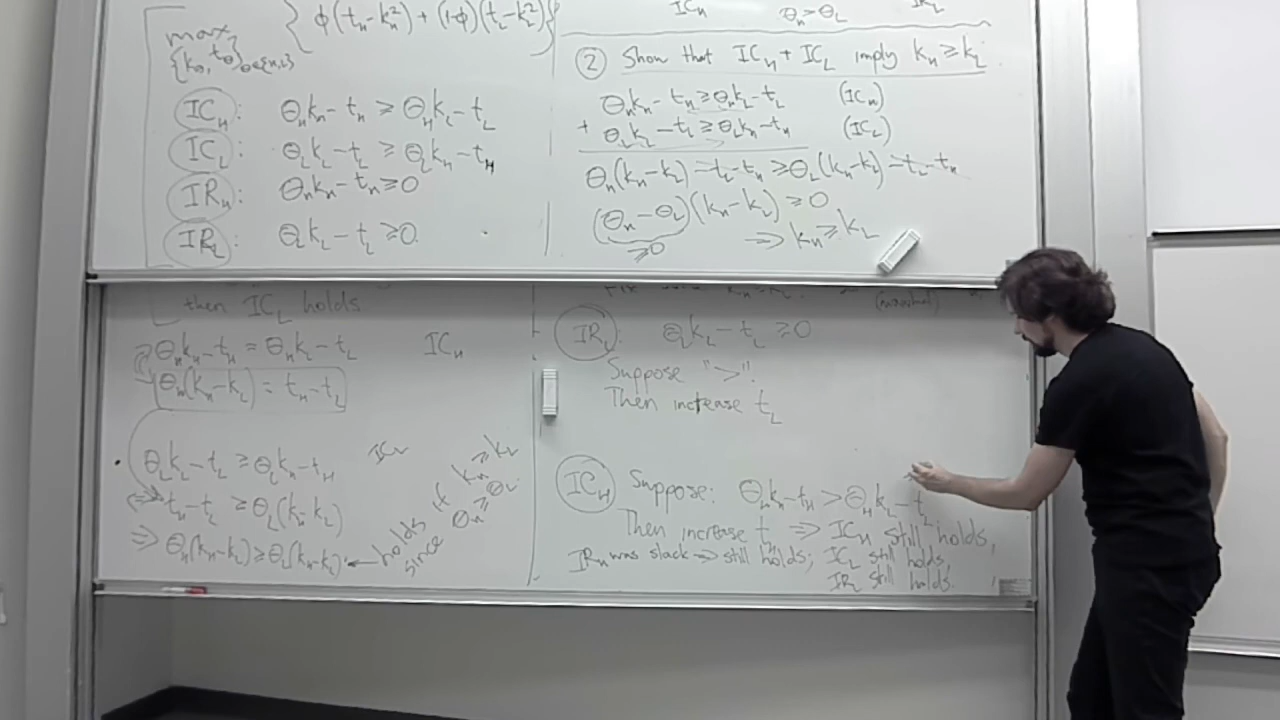 max {ϕ(t_H-k_H²) + (1-ϕ)(t_L-k_L²)}
{k_θ, t_θ}_θ∈{H,L}
IC_H: θ_H k_H - t_H ≥ θ_H k_L - t_L
IC_L: θ_L k_L - t_L ≥ θ_L k_H - t_H
IR_H: θ_H k_H - t_H ≥ 0
IR_L: θ_L k_L - t_L ≥ 0.
IC_H θ_H > θ_L IR_L
② Show that IC_H + IC_L imply k_H ≥ k_L
θ_H k_H - t_H ≥ θ_H k_L - t_L (IC_H)
+ θ_L k_L - t_L ≥ θ_L k_H - t_H (IC_L)
θ_H(k_H-k_L) - t_L - t_H ≥ θ_L(k_H-k_L) - t_L - t_H
(θ_H - θ_L)(k_H - k_L) ≥ 0
≥0 ⇒ k_H ≥ k_L
then IC_L holds
θ_H k_H - t_H = θ_H k_L - t_L IC_H
θ_H(k_H-k_L) = t_H - t_L
θ_L k_L - t_L ≥ θ_L k_H - t_H IC_L
⇔ t_H - t_L ≥ θ_L(k_H-k_L)
⇒ θ_H(k_H-k_L) ≥ θ_L(k_H-k_L) ← holds if k_H ≥ k_L
since θ_H ≥ θ_L
IR_L: θ_L k_L - t_L ≥ 0
Suppose ">".
Then increase t_L
IC_H Suppose: θ_H k_H - t_H > θ_H k_L - t_L
Then increase t_H ⇒ IC_H still holds,
IR_H was slack → still holds; IC_L still holds,
IR_L still holds.